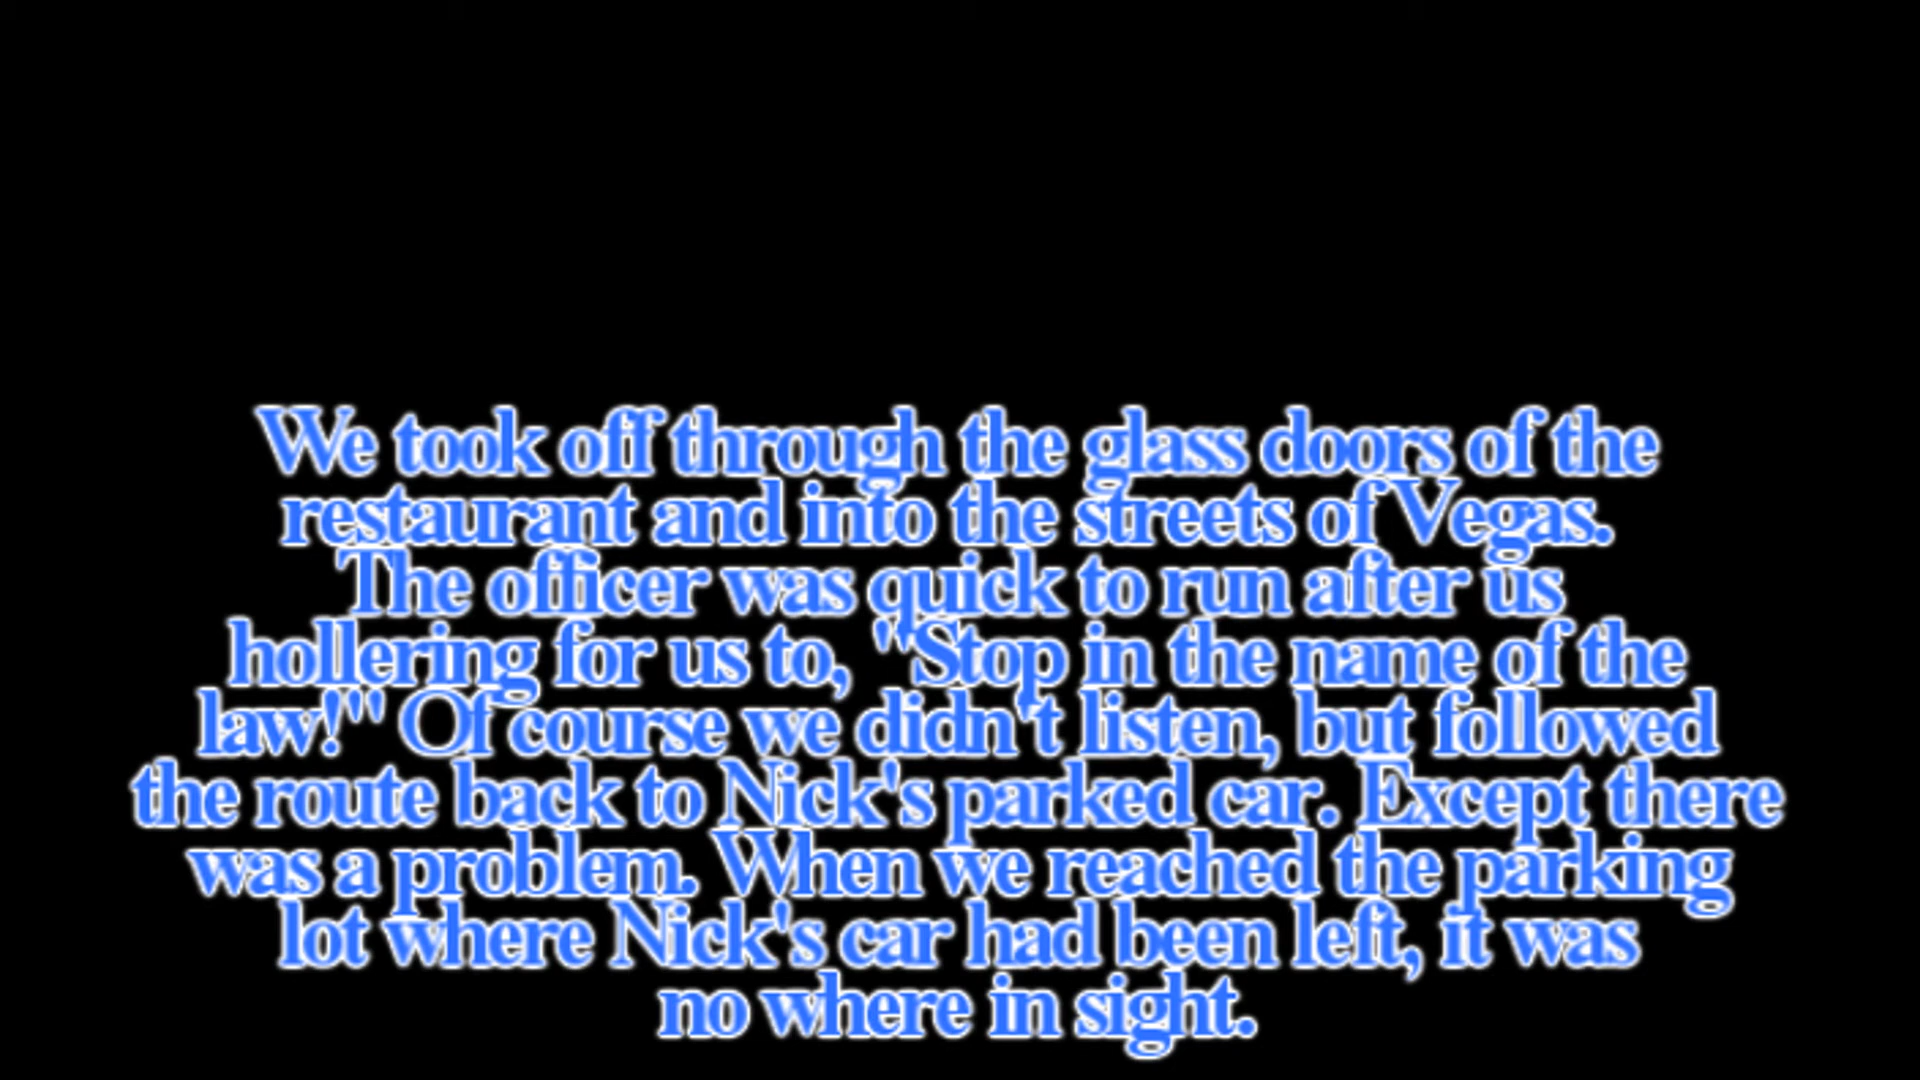 We took off through the glass doors of the
restaurant and into the streets of Vegas.
The officer was quick to run after us
hollering for us to, "Stop in the name of the
law!'" Of course we didn't listen, but followed
the route back to Nick's parked car. Except there
was a problem. When we reached the parking
lot where Nick's car had been left, it was
no where in sight.